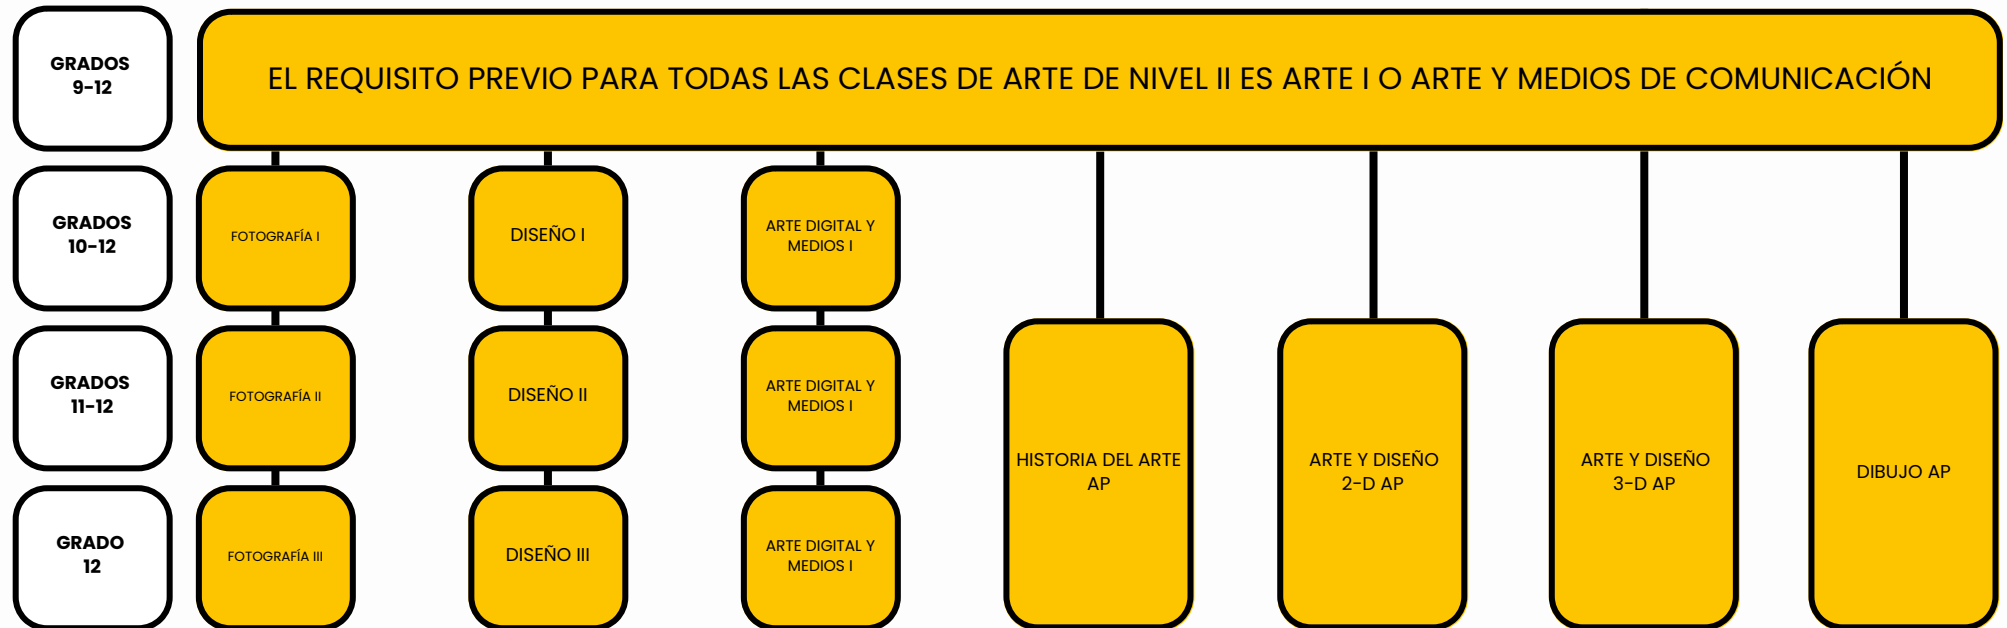 GRADOS
9-12
EL REQUISITO PREVIO PARA TODAS LAS CLASES DE ARTE DE NIVEL II ES ARTE I O ARTE Y MEDIOS DE COMUNICACIÓN
GRADOS
10-12
FOTOGRAFÍA I
DISEÑO I
ARTE DIGITAL Y
MEDIOS I
GRADOS
11-12
FOTOGRAFÍA II
DISEÑO II
ARTE DIGITAL Y
MEDIOS I
HISTORIA DEL ARTE
AP
ARTE Y DISEÑO
2-D AP
ARTE Y DISEÑO
3-D AP
DIBUJO AP
GRADO
12
FOTOGRAFÍA III
DISEÑO III
ARTE DIGITAL Y
MEDIOS I